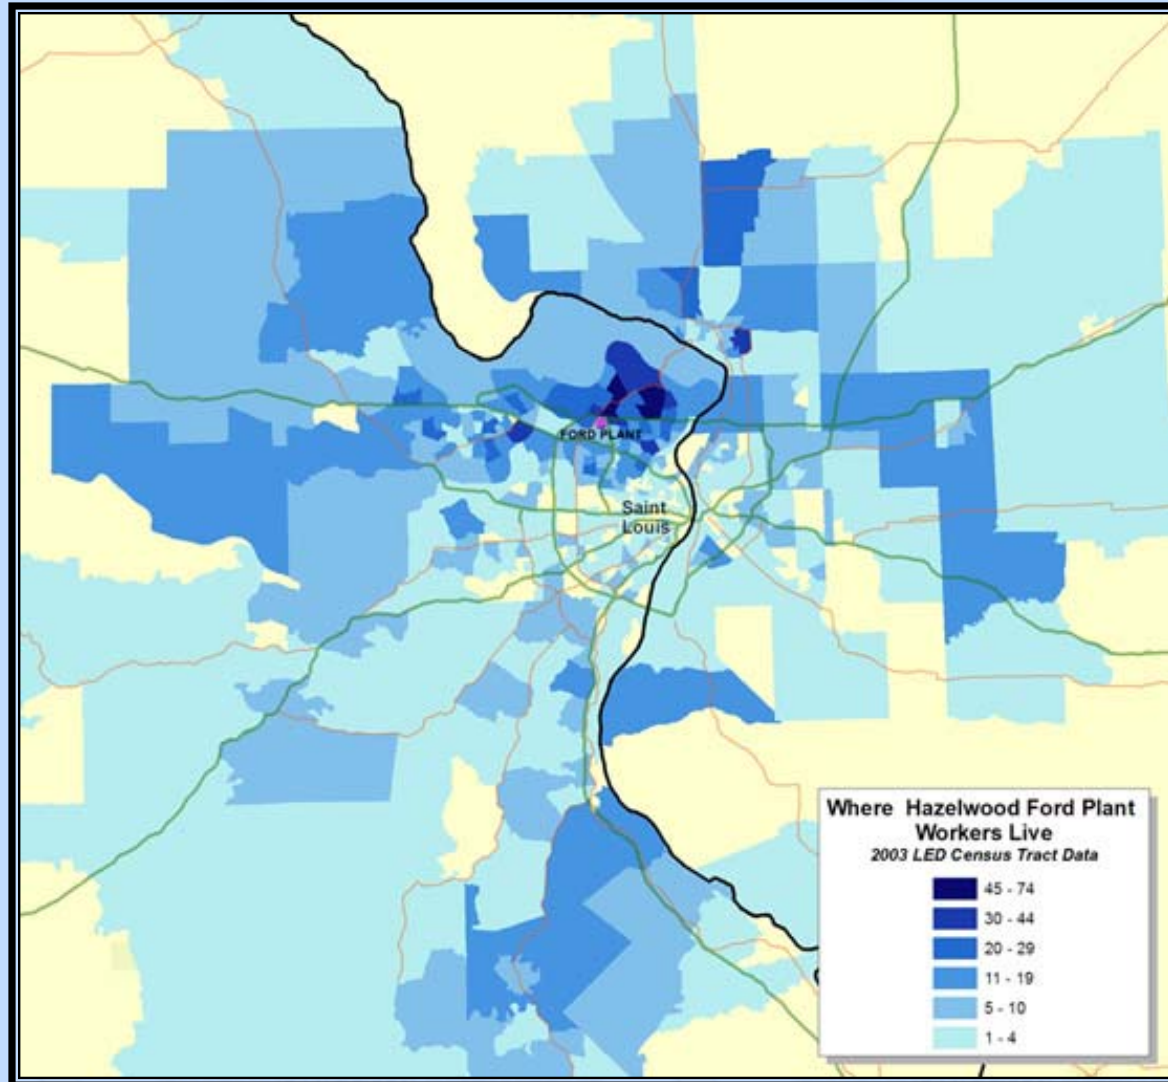 FORD PLANT
Saint
Louis
Where Hazelwood Ford Plant
Workers Live
2003 LED Census Tract Data
45 - 74
30 - 44
20 - 29
11 - 19
5 - 10
1 - 4